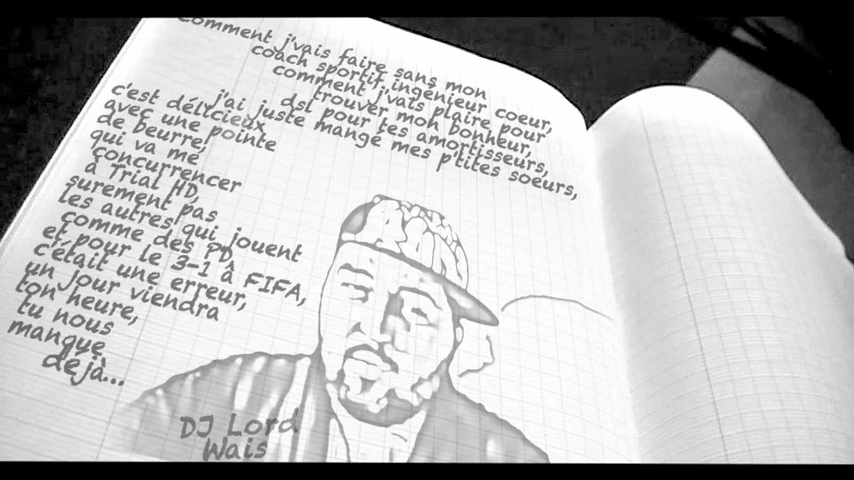 Comment j'vais faire sans mon
coach sportif, ingénieur coeur,
comment j'vais plaire pour
trouver moh bonheur,
dsl pour tes amortisseurs,
j'ai juste mangé mes p'tites soeurs,
c'est délicieux
avec une pointe
de beurre,
qui va me
concurrencer
à Trial HD,
surement pas
les autres qui jouent
comme des PD,
et pour le 3-1 à FIFA,
c'était une erreur,
un jour viendra
ton heure,
tu nous
manque
déjà...
DJ Lord
Wais